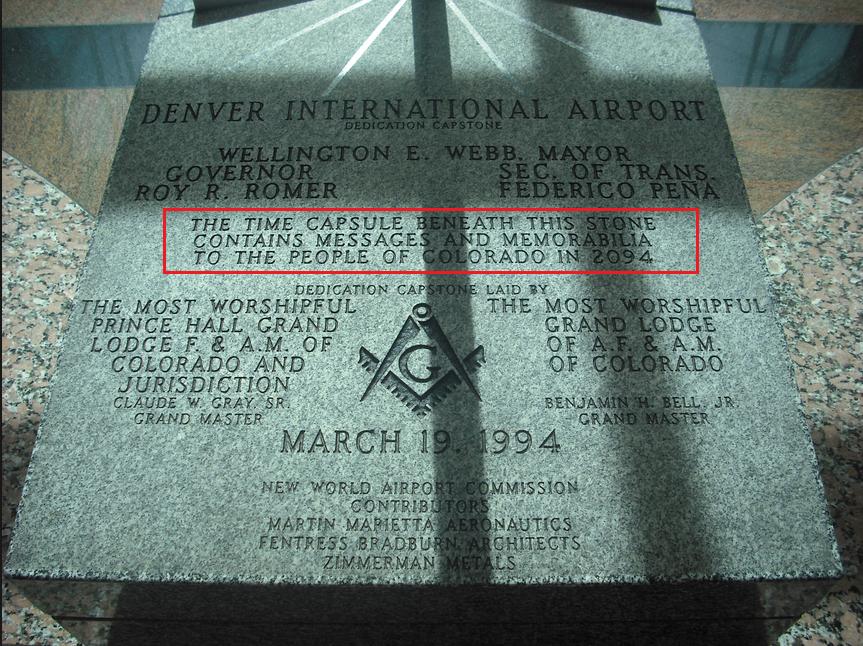 DENVER INTERNATIONAL AIRPORT
DEDICATION CAPSTONE
WELLINGTON E. WEBB, MAYOR
GOVERNOR
ROY R. ROMER
SEC. OF TRANS.
FEDERICO PEÑA
THE TIME CAPSULE BENEATH THIS STONE
CONTAINS MESSAGES AND MEMORABILIA
TO THE PEOPLE OF COLORADO IN 2094
DEDICATION CAPSTONE LAID BY
THE MOST WORSHIPFUL
PRINCE HALL GRAND
LODGE F. & A.M. OF
COLORADO AND
JURISDICTION
CLAUDE W. GRAY, SR.
GRAND MASTER
G
THE MOST WORSHIPFUL
GRAND LODGE
OF A.F. & A.M.
OF COLORADO
BENJAMIN H. BELL, JR.
GRAND MASTER
MARCH 19, 1994
NEW WORLD AIRPORT COMMISSION
CONTRIBUTORS
MARTIN MARIETTA AERONAUTICS
FENTRESS BRADBURN, ARCHITECTS
ZIMMERMAN METALS